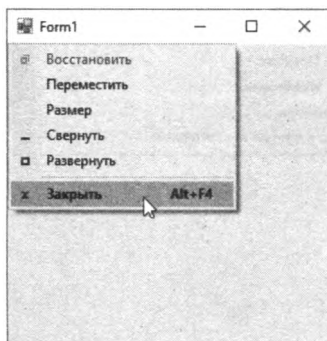 Form1
Восстановить
Переместить
Размер
Свернуть
Развернуть
Закрыть Alt+F4